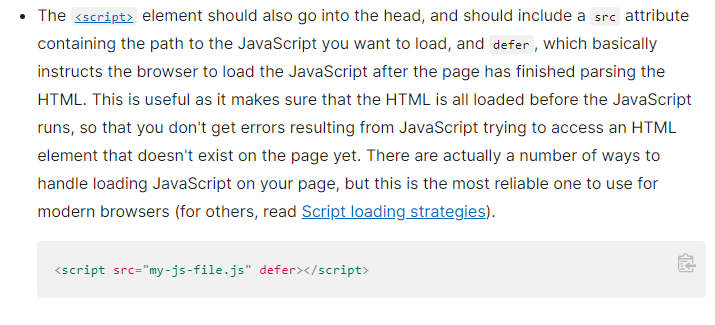 The <script> element should also go into the head, and should include a src attribute
containing the path to the JavaScript you want to load, and defer, which basically
instructs the browser to load the JavaScript after the page has finished parsing the
HTML. This is useful as it makes sure that the HTML is all loaded before the JavaScript
runs, so that you don't get errors resulting from JavaScript trying to access an HTML
element that doesn't exist on the page yet. There are actually a number of ways to
handle loading JavaScript on your page, but this is the most reliable one to use for
modern browsers (for others, read Script loading strategies).
<script src="my-js-file.js" defer></script>